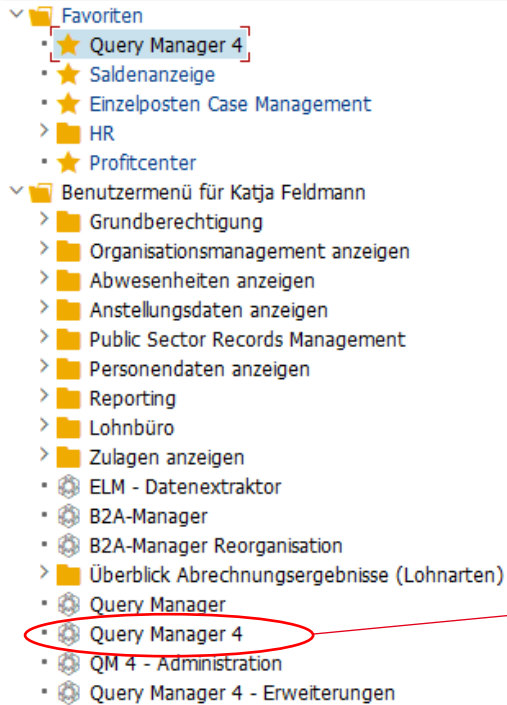 Favoriten
Query Manager 4
Saldenanzeige
Einzelposten Case Management
HR
Profitcenter
Benutzermenü für Katja Feldmann
Grundberechtigung
Organisationsmanagement anzeigen
Abwesenheiten anzeigen
Anstellungsdaten anzeigen
Public Sector Records Management
Personendaten anzeigen
Reporting
Lohnbüro
Zulagen anzeigen
ELM - Datenextraktor
B2A-Manager
B2A-Manager Reorganisation
Überblick Abrechnungsergebnisse (Lohnarten)
Query Manager
Query Manager 4
QM 4 - Administration
Query Manager 4 - Erweiterungen